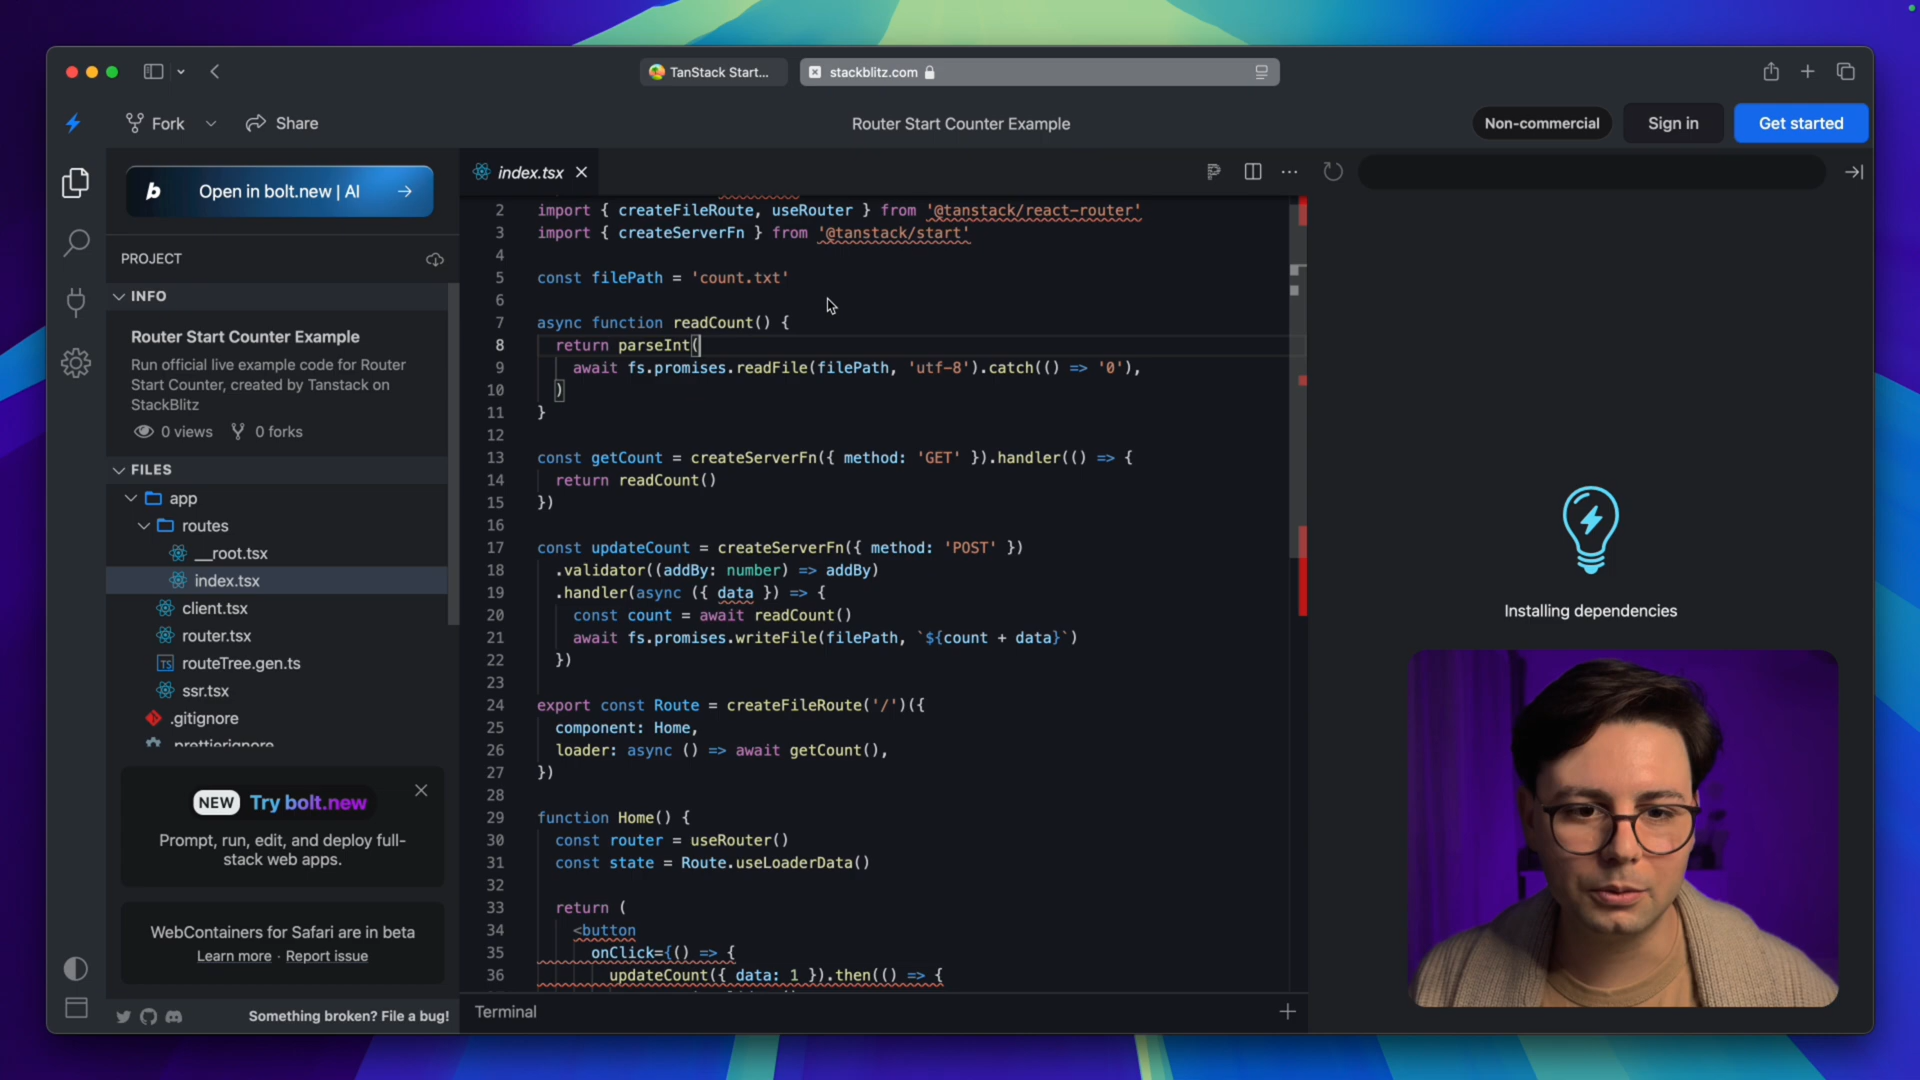 TanStack Start...
stackblitz.com
Fork
Share
Router Start Counter Example
Non-commercial
Sign in
Get started
b Open in bolt.new | AI
PROJECT
INFO
Router Start Counter Example
Run official live example code for Router
Start Counter, created by Tanstack on
StackBlitz
0 views 0 forks
FILES
app
routes
__root.tsx
index.tsx
client.tsx
router.tsx
TS routeTree.gen.ts
ssr.tsx
.gitignore
.prettierignore
NEW Try bolt.new
Prompt, run, edit, and deploy full-
stack web apps.
WebContainers for Safari are in beta
Learn more · Report issue
Something broken? File a bug!
index.tsx
2 import { createFileRoute, useRouter } from '@tanstack/react-router'
3 import { createServerFn } from '@tanstack/start'
4
5 const filePath = 'count.txt'
6
7 async function readCount() {
8 return parseInt(
9 await fs.promises.readFile(filePath, 'utf-8').catch(() => '0'),
10 )
11 }
12
13 const getCount = createServerFn({ method: 'GET' }).handler(() => {
14 return readCount()
15 })
16
17 const updateCount = createServerFn({ method: 'POST' })
18 .validator((addBy: number) => addBy)
19 .handler(async ({ data }) => {
20 const count = await readCount()
21 await fs.promises.writeFile(filePath, `${count + data}`)
22 })
23
24 export const Route = createFileRoute('/')({
25 component: Home,
26 loader: async () => await getCount(),
27 })
28
29 function Home() {
30 const router = useRouter()
31 const state = Route.useLoaderData()
32
33 return (
34 <button
35 onClick={() => {
36 updateCount({ data: 1 }).then(() => {
Terminal
Installing dependencies